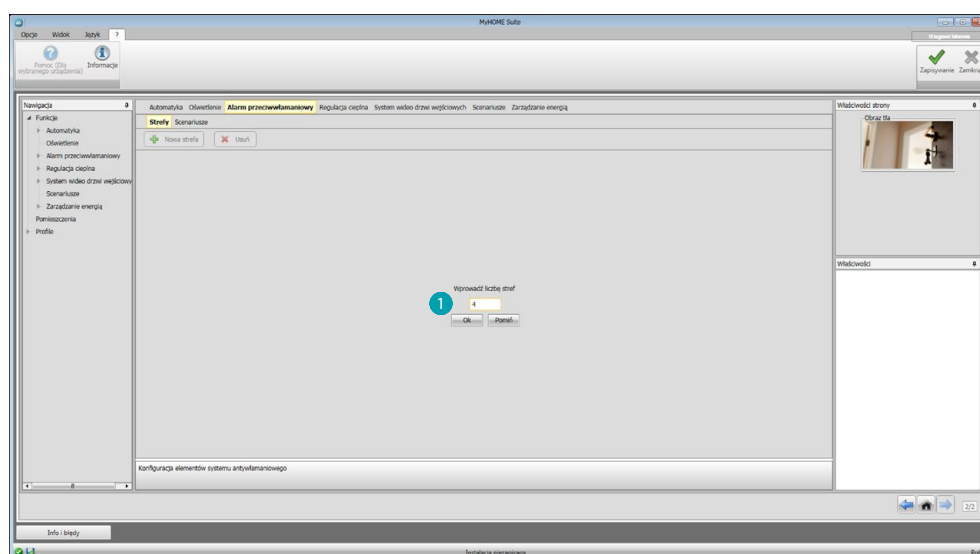 MyHOME Suite
Opcje Widok Język ?
Pomoc (Dla wybranego urządzenia)
Informacje
Zapisywanie Zamknij
Nawigacja
Funkcje
Automatyka
Oświetlenie
Alarm przeciwwłamaniowy
Regulacja cieplna
System wideo drzwi wejściowy
Scenariusze
Zarządzanie energią
Pomieszczenia
Profile
Automatyka Oświetlenie Alarm przeciwwłamaniowy Regulacja cieplna System wideo drzwi wejściowych Scenariusze Zarządzanie energią
Strefy Scenariusze
Nowa strefa Usuń
Wprowadź liczbę stref
1 4
Ok Pomiń
Konfiguracja elementów systemu antywłamaniowego
Właściwości strony
Obraz tła
Właściwości
2/2
Info i błędy
Instalacja niezapisana